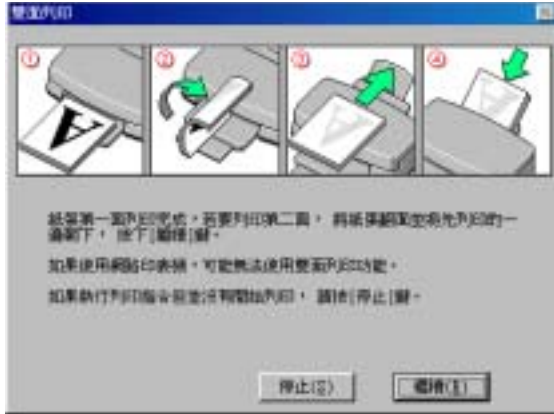 雙面列印
① ② ③ ④
A A A A
紙張第一面列印完成，若要列印第二面， 將紙張翻面並將先列印的一
邊朝下， 按下[繼續]鍵。
如果使用網路印表機，可能無法使用雙面列印功能。
如果執行列印指令但並沒有開始列印， 請按[停止]鍵。
停止(S) 繼續(E)